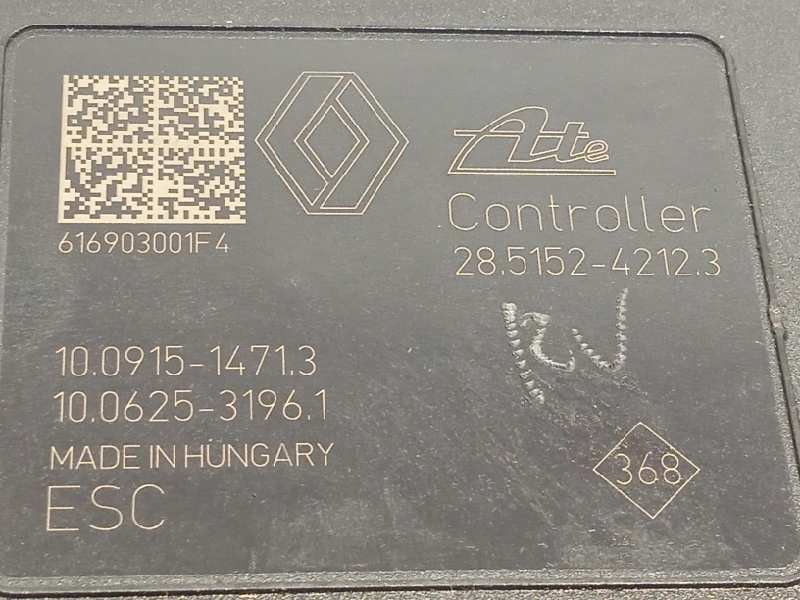 616903001F4
Ate
Controller
28.5152-4212.3
10.0915-1471.3
10.0625-3196.1
MADE IN HUNGARY
ESC
368